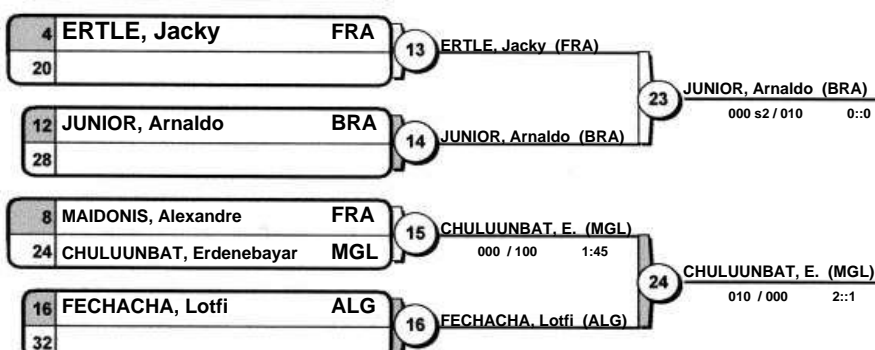 4 ERTLE, Jacky FRA
20
13 ERTLE, Jacky (FRA)
12 JUNIOR, Arnaldo BRA
28
14 JUNIOR, Arnaldo (BRA)
23 JUNIOR, Arnaldo (BRA)
000 s2 / 010 0::0
8 MAIDONIS, Alexandre FRA
24 CHULUUNBAT, Erdenebayar MGL
15 CHULUUNBAT, E. (MGL)
000 / 100 1:45
16 FECHACHA, Lotfi ALG
32
16 FECHACHA, Lotfi (ALG)
24 CHULUUNBAT, E. (MGL)
010 / 000 2::1